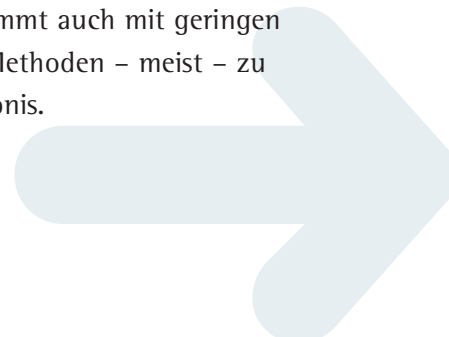 mmt auch mit geringen
Methoden – meist – zu
nis.